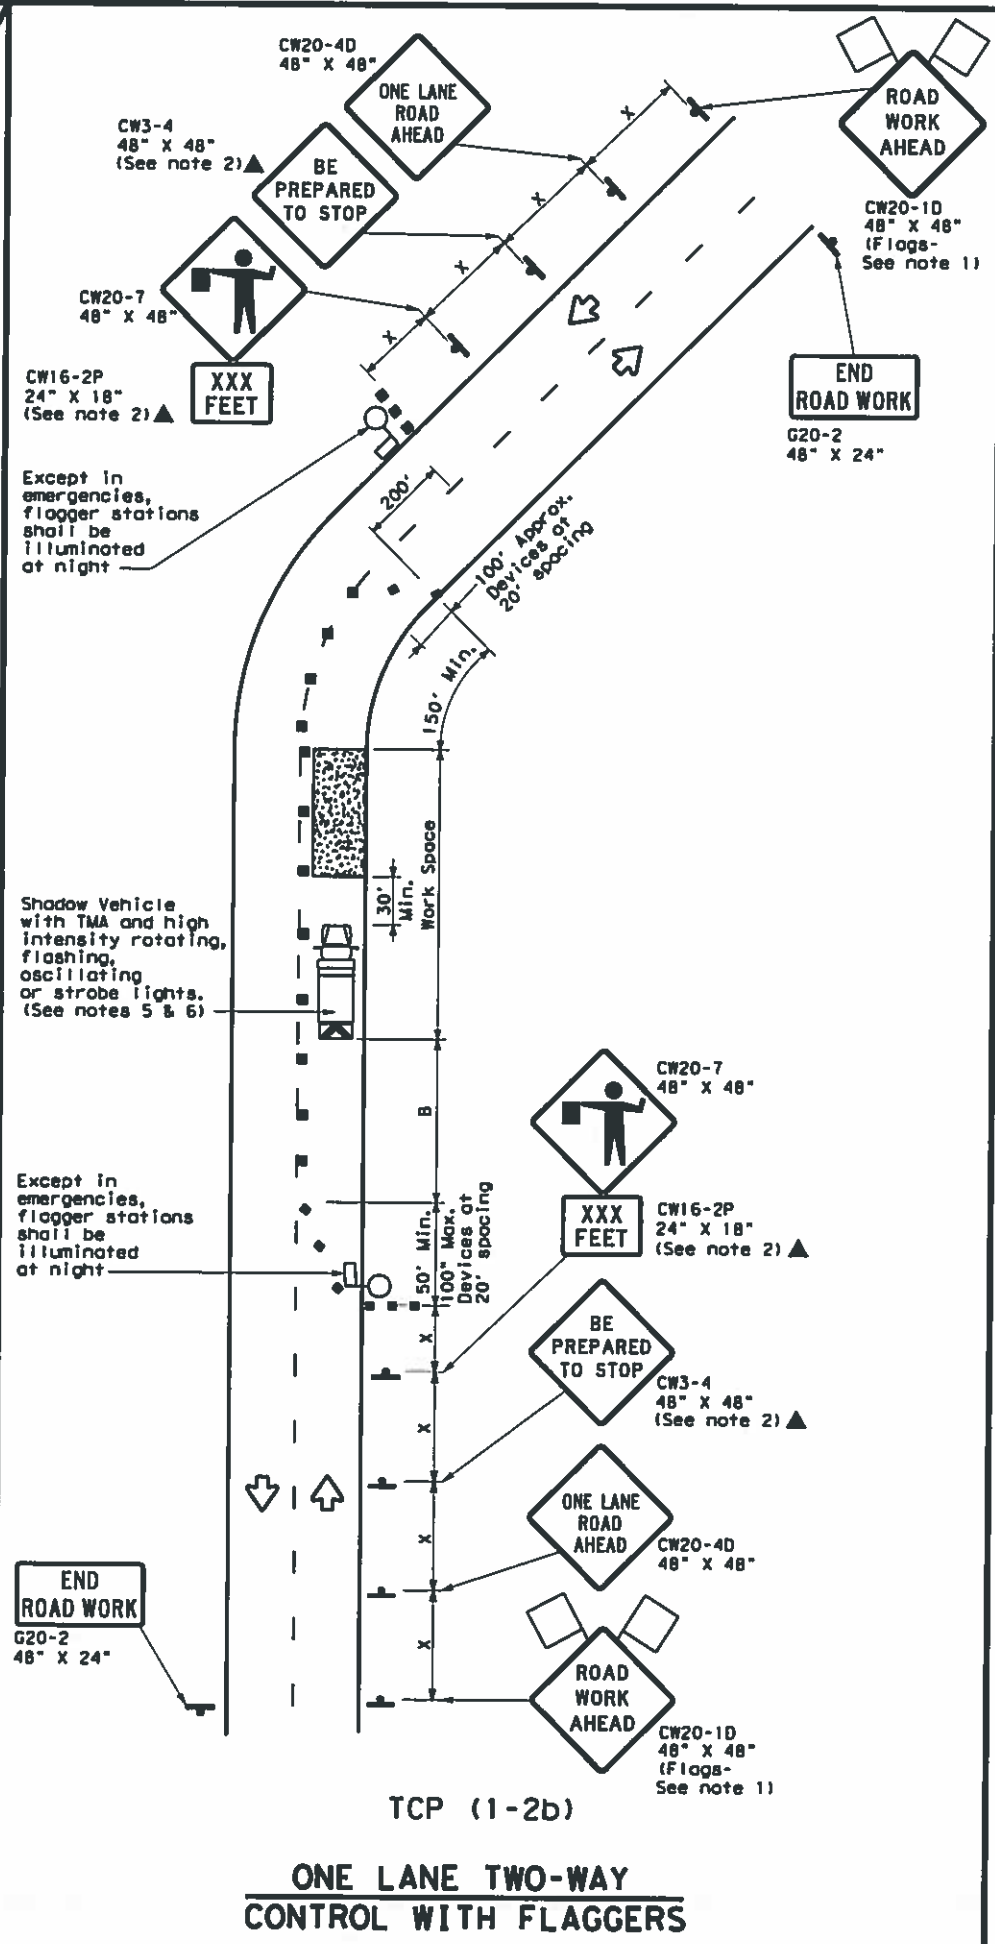 CW20-4D
48" X 48"
ONE LANE
ROAD
AHEAD
ROAD
WORK
AHEAD
CW20-1D
48" X 48"
(Flags-
See note 1)
CW3-4
48" X 48"
(See note 2)▲
BE
PREPARED
TO STOP
CW20-7
48" X 48"
CW16-2P
24" X 18"
(See note 2)▲
XXX
FEET
X
X
X
X
END
ROAD WORK
G20-2
48" X 24"
Except in
emergencies,
flagger stations
shall be
illuminated
at night
200'
100' Approx.
Devices at
20' spacing
150' Min.
Work Space
30'
Min.
Shadow Vehicle
with TMA and high
intensity rotating,
flashing,
oscillating
or strobe lights.
(See notes 5 & 6)
B
CW20-7
48" X 48"
XXX
FEET
CW16-2P
24" X 18"
(See note 2)▲
Except in
emergencies,
flagger stations
shall be
illuminated
at night
50' Min.
100" Max.
Devices at
20' spacing
X
X
X
X
BE
PREPARED
TO STOP
CW3-4
48" X 48"
(See note 2)▲
ONE LANE
ROAD
AHEAD
CW20-4D
48" X 48"
END
ROAD WORK
G20-2
48" X 24"
ROAD
WORK
AHEAD
CW20-1D
48" X 48"
(Flags-
See note 1)
TCP (1-2b)
ONE LANE TWO-WAY
CONTROL WITH FLAGGERS